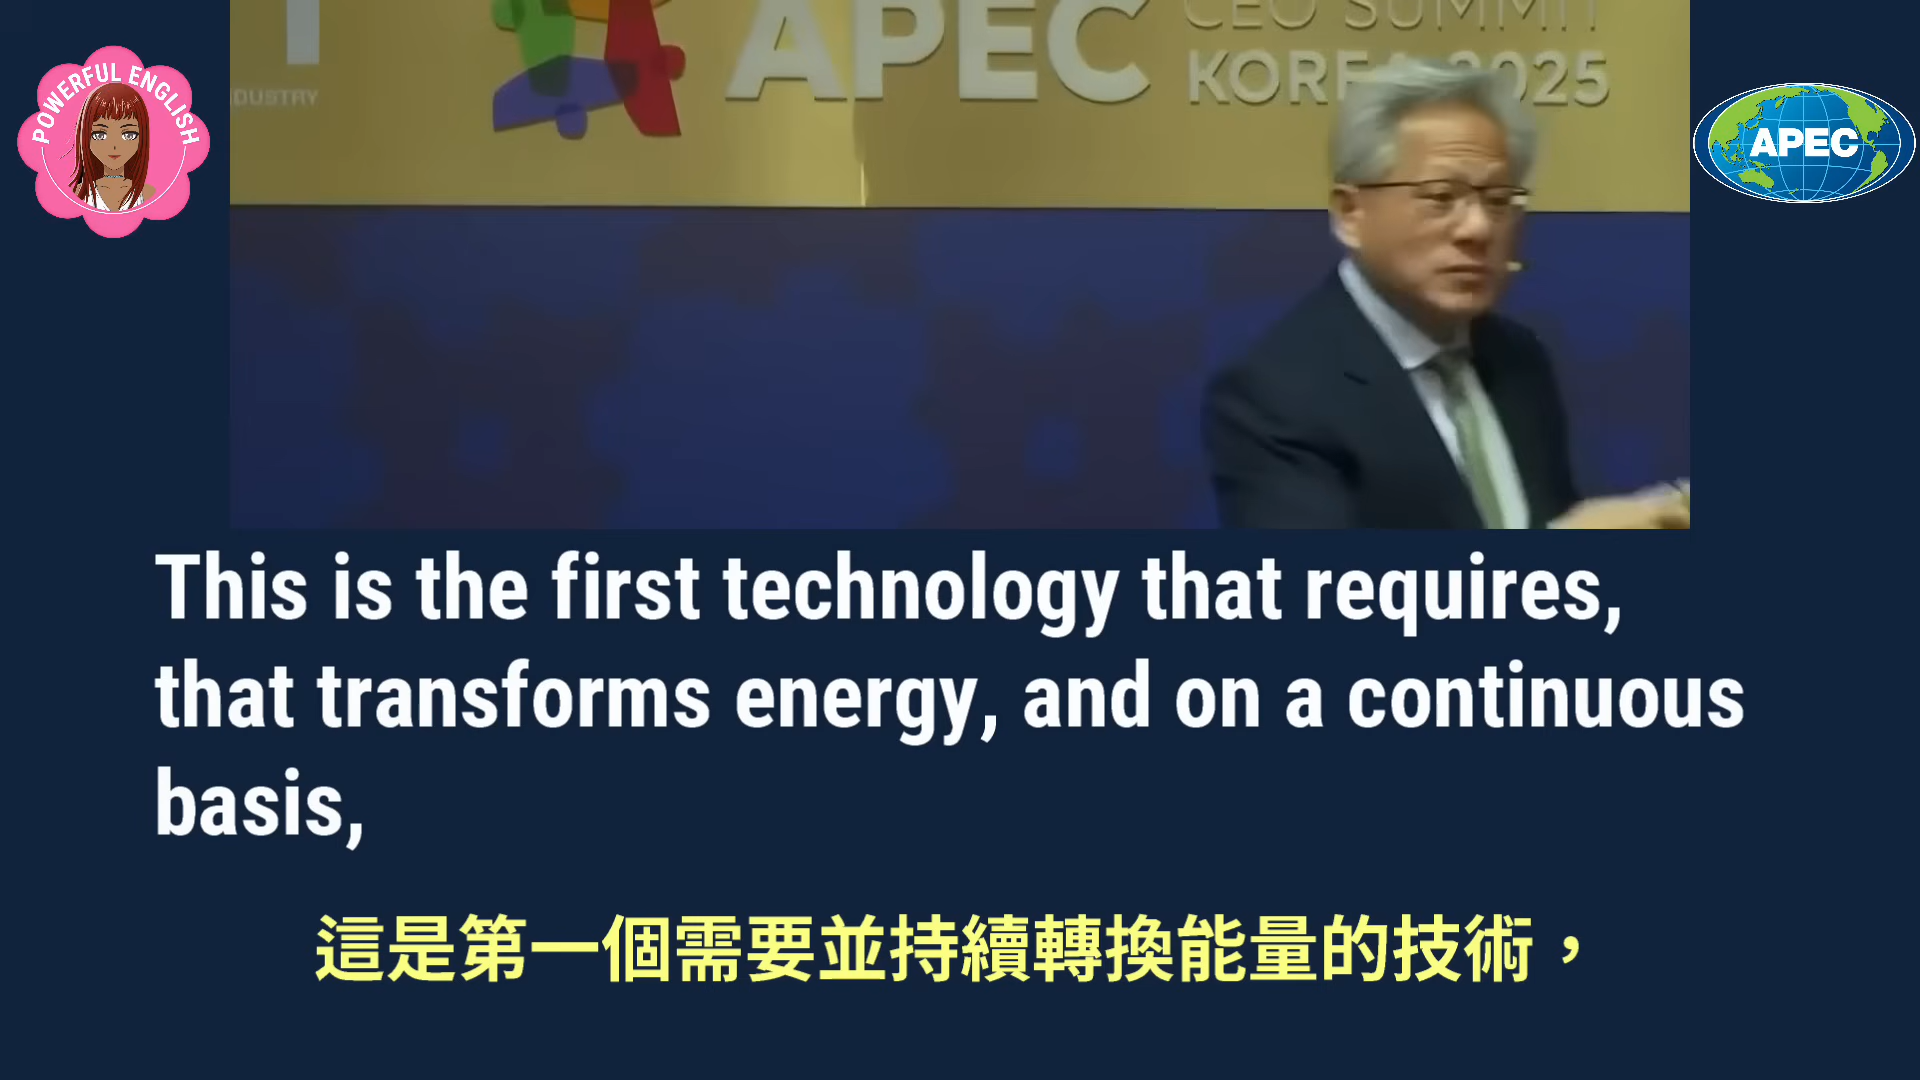 POWERFUL ENGLISH
DUSTRY
APEC
CEO SUMMIT
KOREA 2025
APEC
This is the first technology that requires,
that transforms energy, and on a continuous
basis,
這是第一個需要並持續轉換能量的技術，